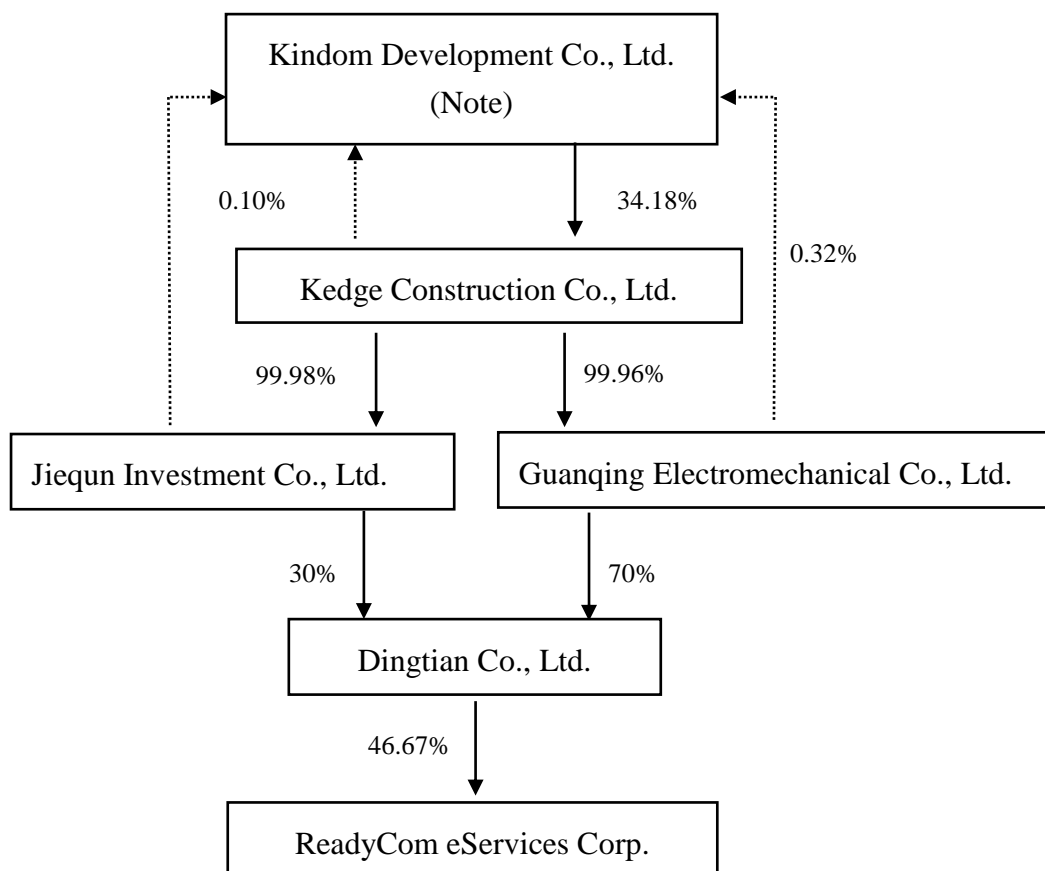 Kindom Development Co., Ltd.
(Note)
0.10%
34.18%
0.32%
Kedge Construction Co., Ltd.
99.98%
99.96%
Jiequn Investment Co., Ltd.
Guanqing Electromechanical Co., Ltd.
30%
70%
Dingtian Co., Ltd.
46.67%
ReadyCom eServices Corp.